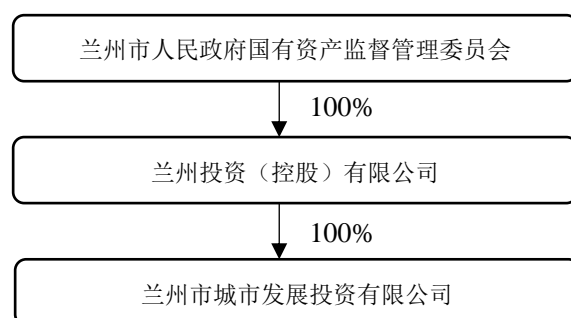 兰州市人民政府国有资产监督管理委员会
100%
兰州投资（控股）有限公司
100%
兰州市城市发展投资有限公司